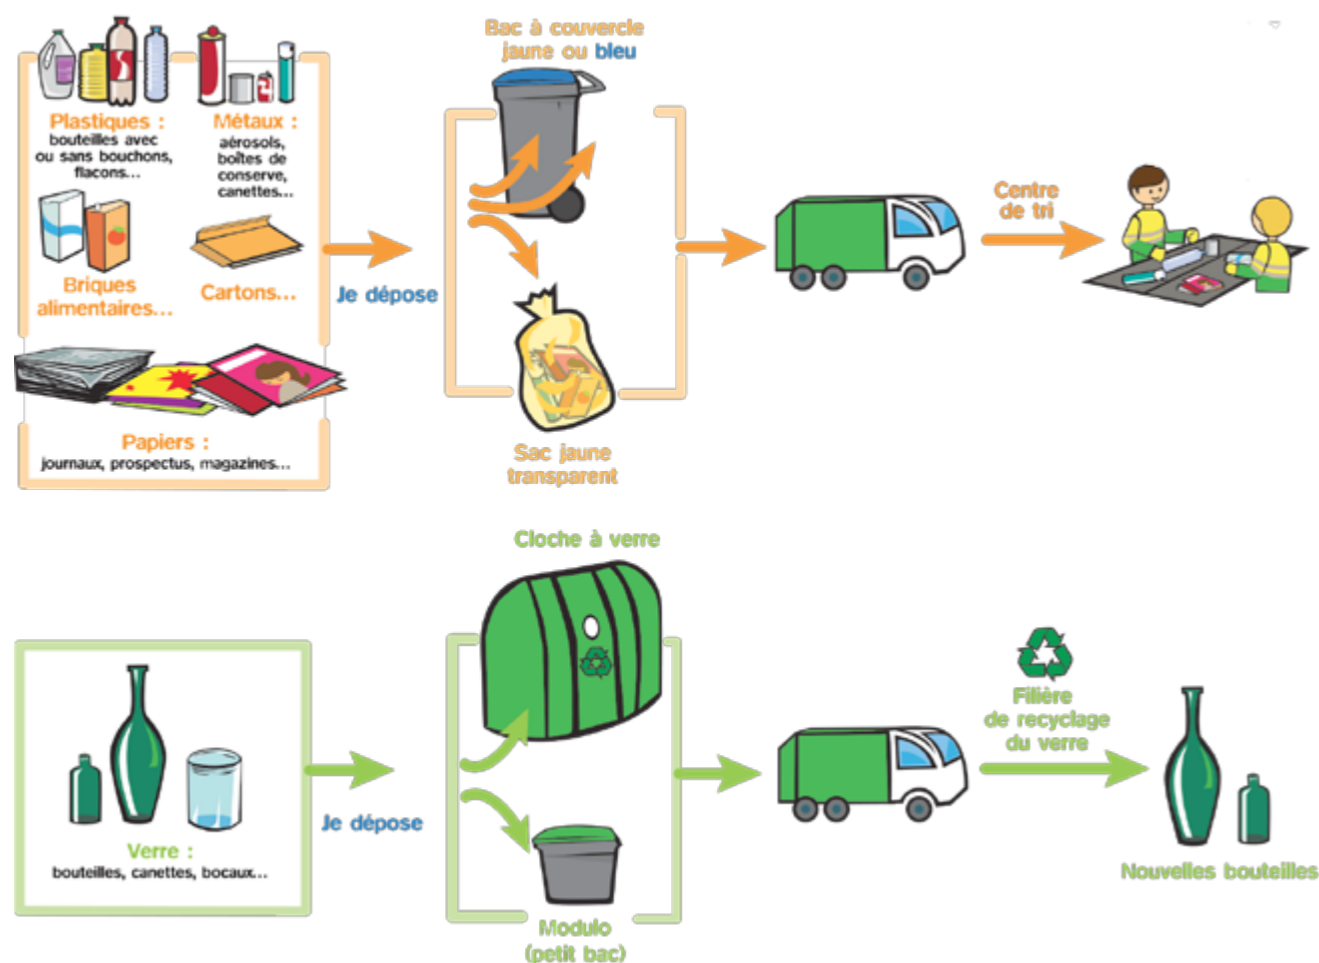 Plastiques :
bouteilles avec
ou sans bouchons,
flacons...
Métaux :
aérosols,
boîtes de
conserve,
canettes...
Briques
alimentaires...
Cartons...
Papiers :
journaux, prospectus, magazines...
Je dépose
Bac à couvercle
jaune ou bleu
Sac jaune
transparent
Centre
de tri
Verre :
bouteilles, canettes, bocaux...
Je dépose
Cloche à verre
Modulo
(petit bac)
Filière
de recyclage
du verre
Nouvelles bouteilles